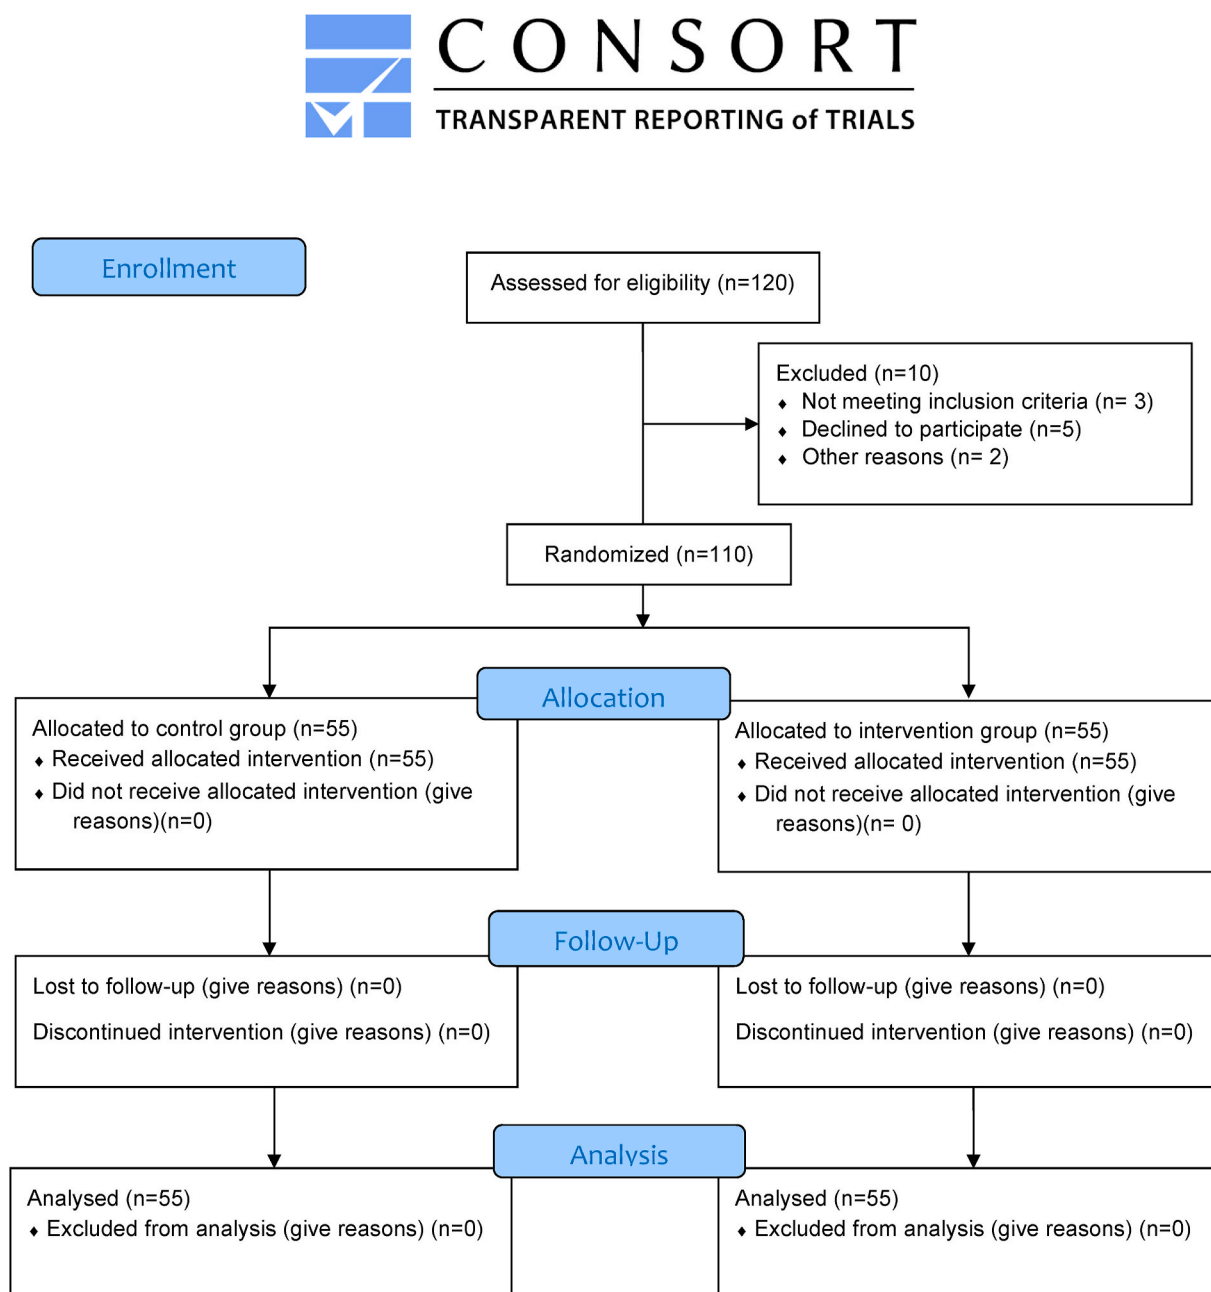 CONSORT
TRANSPARENT REPORTING of TRIALS
Enrollment
Assessed for eligibility (n=120)
Excluded (n=10)
♦ Not meeting inclusion criteria (n= 3)
♦ Declined to participate (n=5)
♦ Other reasons (n= 2)
Randomized (n=110)
Allocation
Allocated to control group (n=55)
♦ Received allocated intervention (n=55)
♦ Did not receive allocated intervention (give
reasons)(n=0)
Allocated to intervention group (n=55)
♦ Received allocated intervention (n=55)
♦ Did not receive allocated intervention (give
reasons)(n= 0)
Follow-Up
Lost to follow-up (give reasons) (n=0)
Discontinued intervention (give reasons) (n=0)
Lost to follow-up (give reasons) (n=0)
Discontinued intervention (give reasons) (n=0)
Analysis
Analysed (n=55)
♦ Excluded from analysis (give reasons) (n=0)
Analysed (n=55)
♦ Excluded from analysis (give reasons) (n=0)